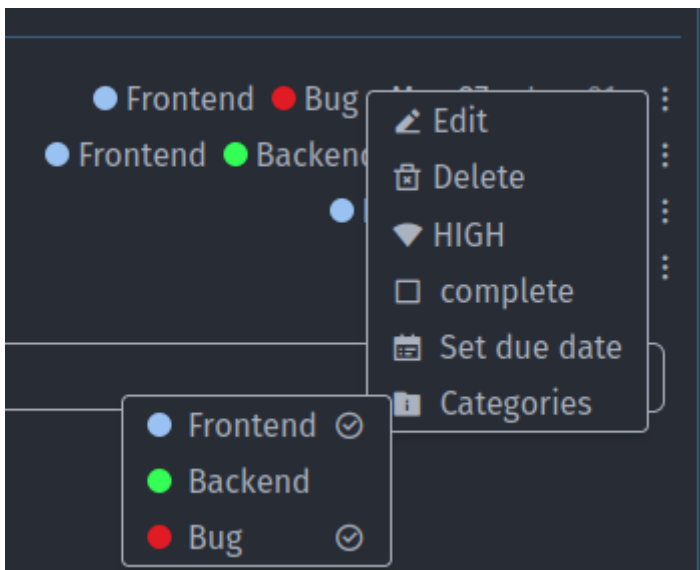 Frontend Bug
Frontend
Edit
Delete
HIGH
complete
Set due date
Categories
Frontend
Backend
Bug